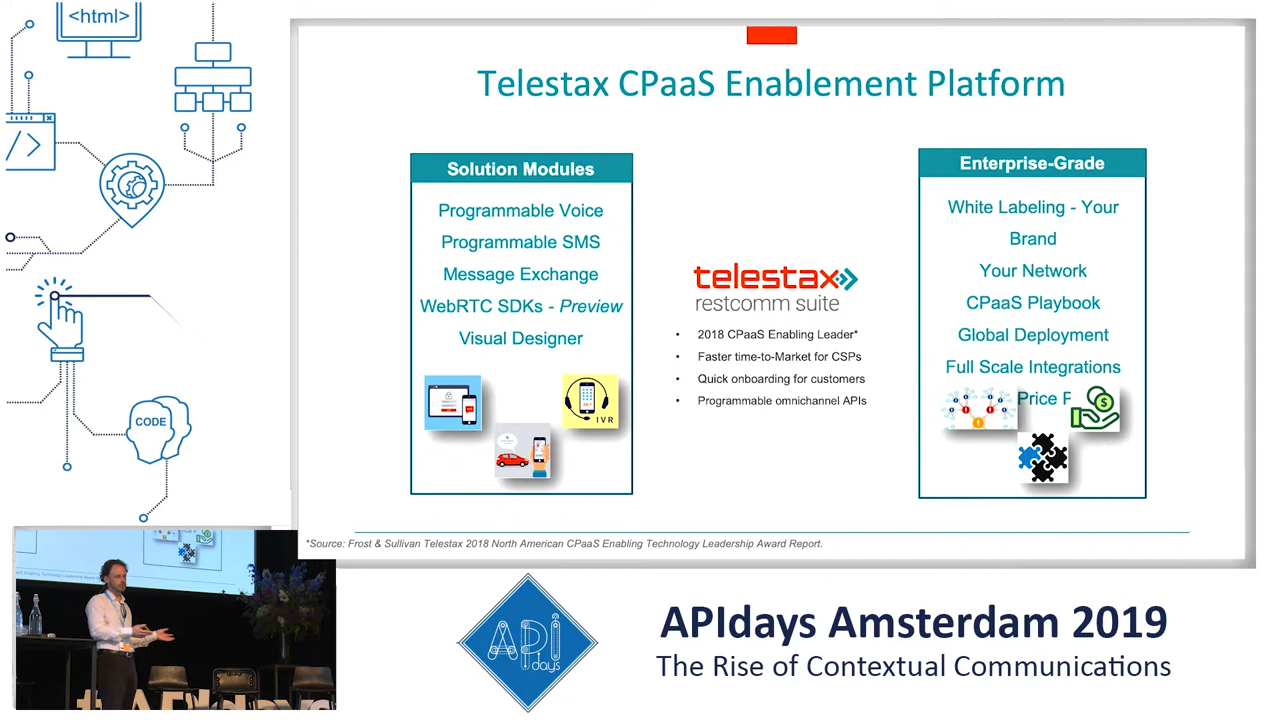 <html>
Telestax CPaaS Enablement Platform
Solution Modules
Programmable Voice
Programmable SMS
Message Exchange
WebRTC SDKs - Preview
Visual Designer
IVR
telestax
restcomm suite
• 2018 CPaaS Enabling Leader*
• Faster time-to-Market for CSPs
• Quick onboarding for customers
• Programmable omnichannel APIs
Enterprise-Grade
White Labeling - Your
Brand
Your Network
CPaaS Playbook
Global Deployment
Full Scale Integrations
Price
</>
CODE
*Source: Frost & Sullivan Telestax 2018 North American CPaaS Enabling Technology Leadership Award Report.
API
days
APIdays Amsterdam 2019
The Rise of Contextual Communications